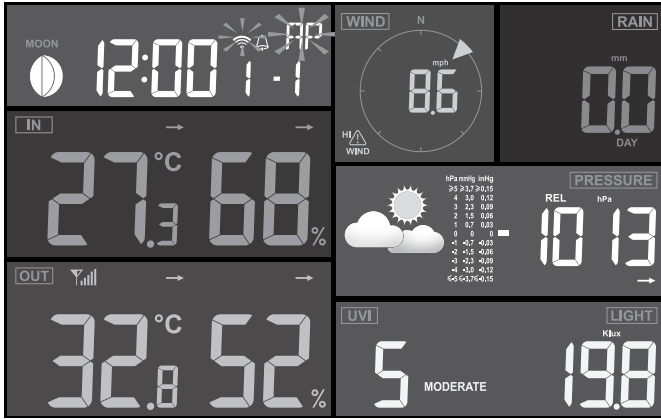 MOON
12:00
AP
1-1
WIND
N
mph
8.6
HI
WIND
RAIN
mm
0.0
DAY
IN
27.3 °C
68 %
hPa mmHg inHg
≥5 ≥3,7 ≥0,15
4 3,0 0,12
3 2,3 0,09
2 1,5 0,06
1 0,7 0,03
0 0 0
-1 -0,7 -0,03
-2 -1,5 -0,06
-3 -2,3 -0,09
-4 -3,0 -0,12
≤-5 ≤-3,7 ≤-0,15
PRESSURE
REL
hPa
1013
OUT
32.8 °C
52 %
UVI
5
MODERATE
LIGHT
Klux
19.8